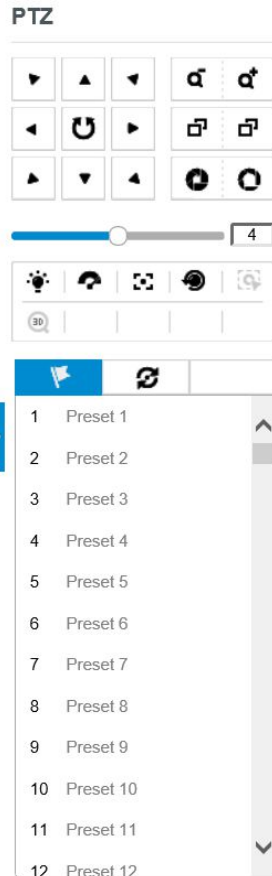 PTZ
4
3D
1 Preset 1
2 Preset 2
3 Preset 3
4 Preset 4
5 Preset 5
6 Preset 6
7 Preset 7
8 Preset 8
9 Preset 9
10 Preset 10
11 Preset 11
12 Preset 12